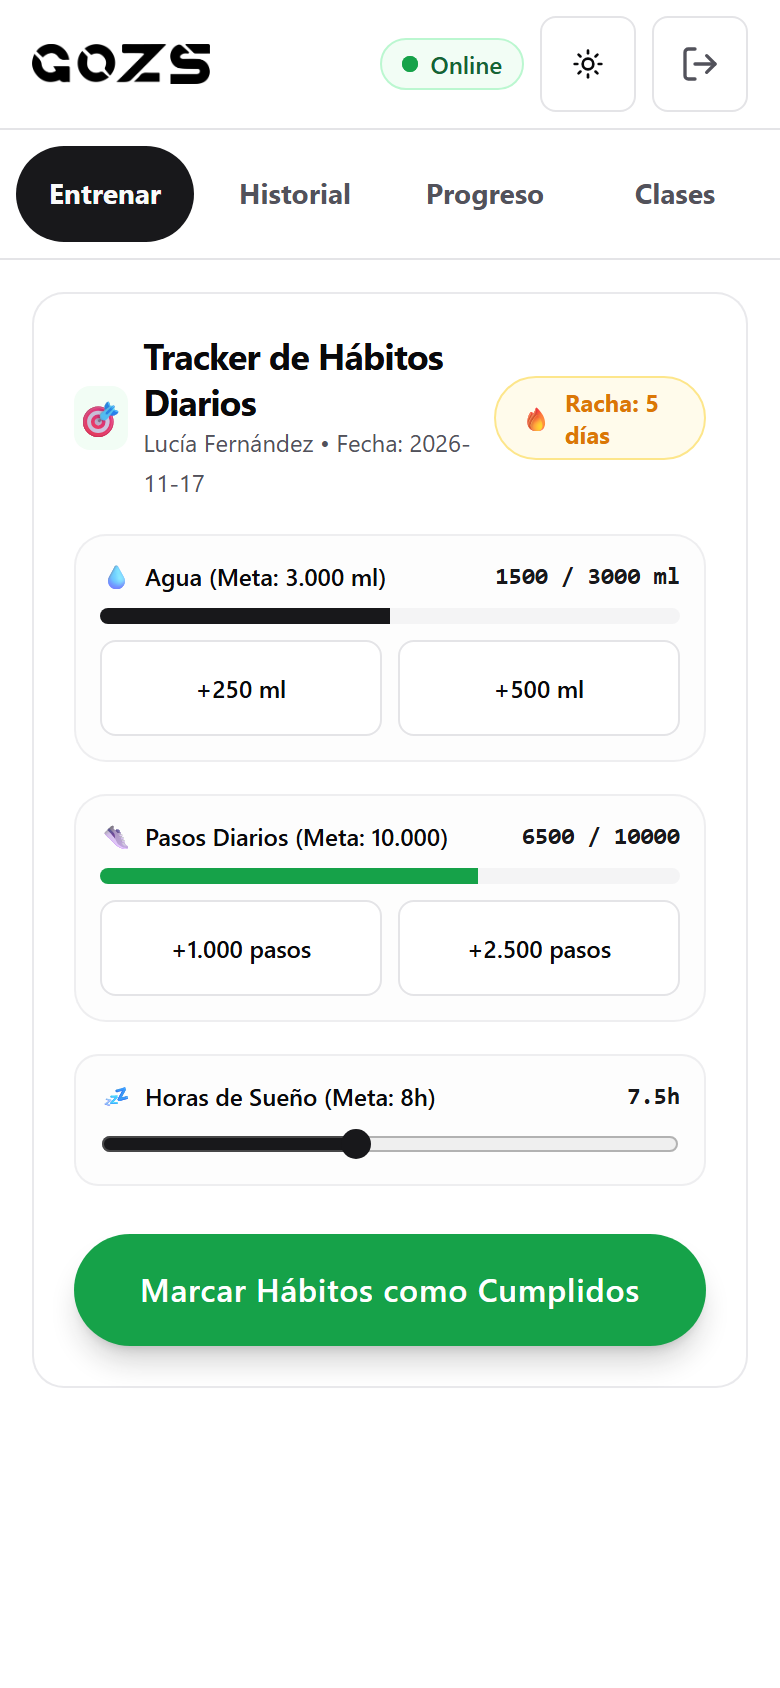 GOZS
Online
Entrenar
Historial
Progreso
Clases
Tracker de Hábitos
Diarios
Lucía Fernández • Fecha: 2026-
11-17
Racha: 5
días
Agua (Meta: 3.000 ml)
1500 / 3000 ml
+250 ml
+500 ml
Pasos Diarios (Meta: 10.000)
6500 / 10000
+1.000 pasos
+2.500 pasos
Horas de Sueño (Meta: 8h)
7.5h
Marcar Hábitos como Cumplidos